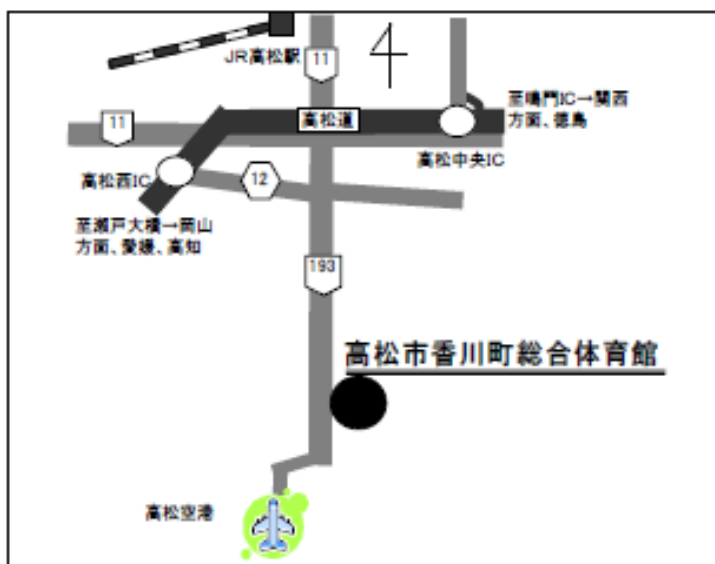 JR高松駅
11
至鳴門IC→関西
方面、徳島
高松道
11
高松中央IC
高松西IC
12
至瀬戸大橋→岡山
方面、愛媛、高知
193
高松市香川町総合体育館
高松空港